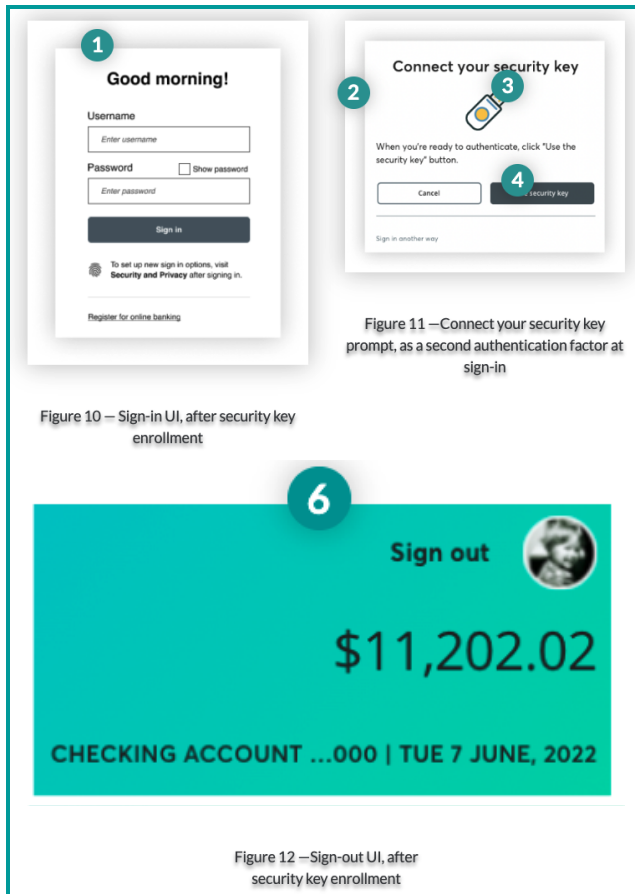 1
Good morning!
Username
Enter username
Password
Show password
Enter password
Sign in
To set up new sign in options, visit
Security and Privacy after signing in.
Register for online banking
Figure 10 — Sign-in UI, after security key
enrollment
2
Connect your security key
3
When you're ready to authenticate, click "Use the
security key" button.
4
Cancel
security key
Sign in another way
Figure 11 —Connect your security key
prompt, as a second authentication factor at
sign-in
6
Sign out
$11,202.02
CHECKING ACCOUNT ...000 | TUE 7 JUNE, 2022
Figure 12 —Sign-out UI, after
security key enrollment